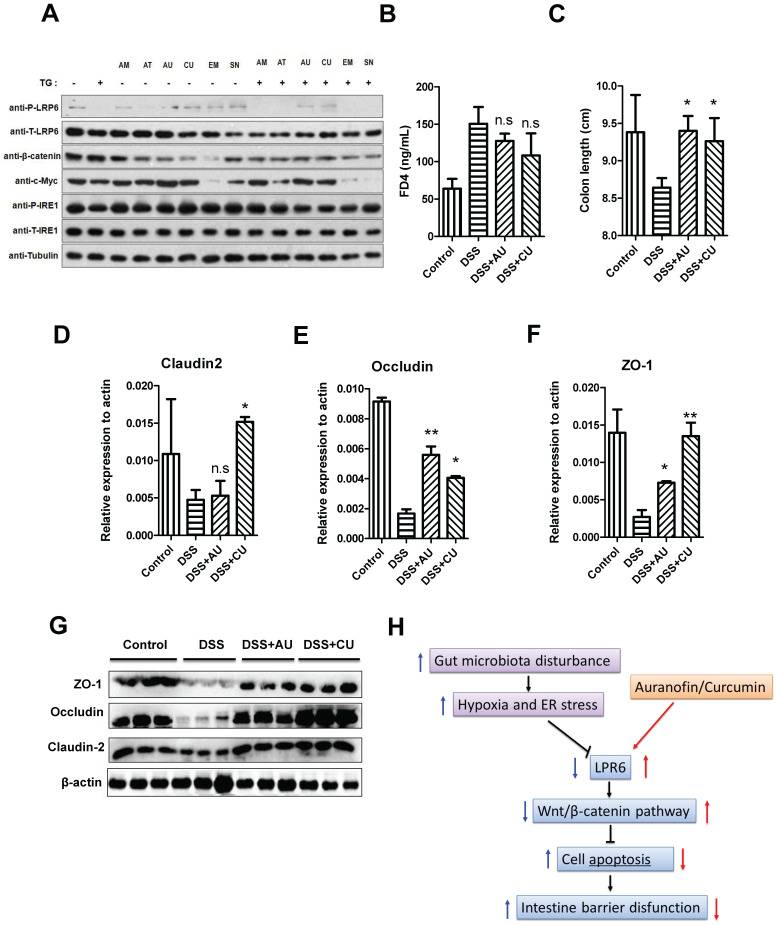 A
AM AT AU CU EM SN AM AT AU CU EM SN
TG : - + - - - - - - + + + + + +
anti-P-LRP6
anti-T-LRP6
anti-β-catenin
anti-c-Myc
anti-P-IRE1
anti-T-IRE1
anti-Tubulin
B
FD4 (ng/mL)
200
150
100
50
0
n.s
n.s
Control
DSS
DSS+AU
DSS+CU
C
Colon length (cm)
10.0
9.5
9.0
8.5
8.0
*
*
Control
DSS
DSS+AU
DSS+CU
D
Claudin2
Relative expression to actin
0.020
0.015
0.010
0.005
0.000
n.s
*
Control
DSS
DSS+AU
DSS+CU
E
Occludin
Relative expression to actin
0.010
0.008
0.006
0.004
0.002
0.000
**
*
Control
DSS
DSS+AU
DSS+CU
F
ZO-1
Relative expression to actin
0.020
0.015
0.010
0.005
0.000
*
**
Control
DSS
DSS+AU
DSS+CU
G
Control DSS DSS+AU DSS+CU
ZO-1
Occludin
Claudin-2
β-actin
H
Gut microbiota disturbance
Hypoxia and ER stress
Auranofin/Curcumin
LPR6
Wnt/β-catenin pathway
Cell apoptosis
Intestine barrier disfunction